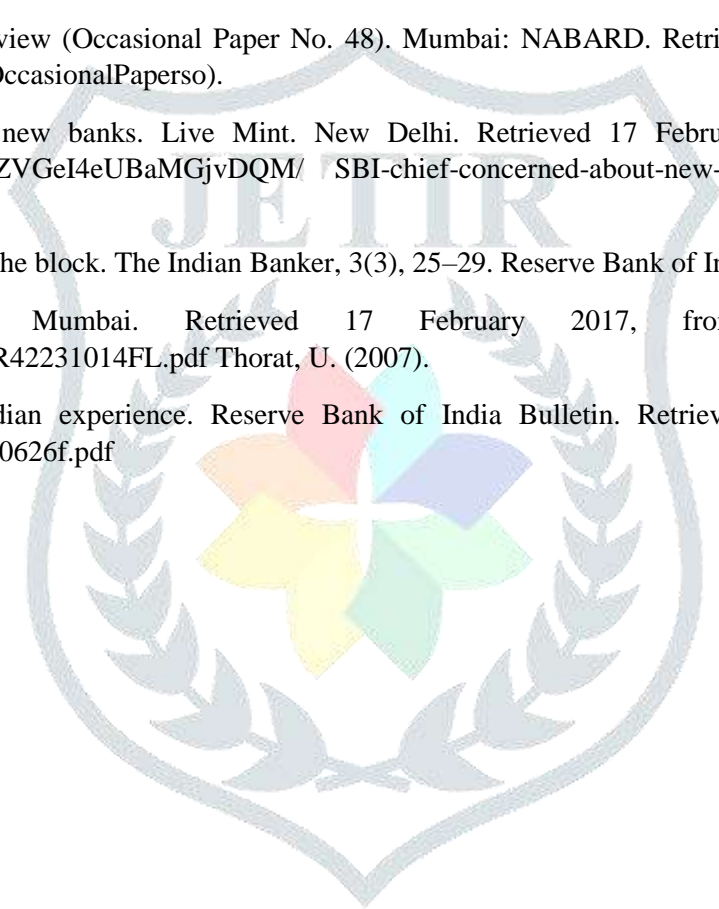 view (Occasional Paper No. 48). Mumbai: NABARD. Retri
OccasionalPaperso).
new banks. Live Mint. New Delhi. Retrieved 17 Febru
ZVGeI4eUBaMGjvDQM/ SBI-chief-concerned-about-new-
JETIR
he block. The Indian Banker, 3(3), 25–29. Reserve Bank of In
Mumbai. Retrieved 17 February 2017, fro
R42231014FL.pdf Thorat, U. (2007).
dian experience. Reserve Bank of India Bulletin. Retriev
0626f.pdf